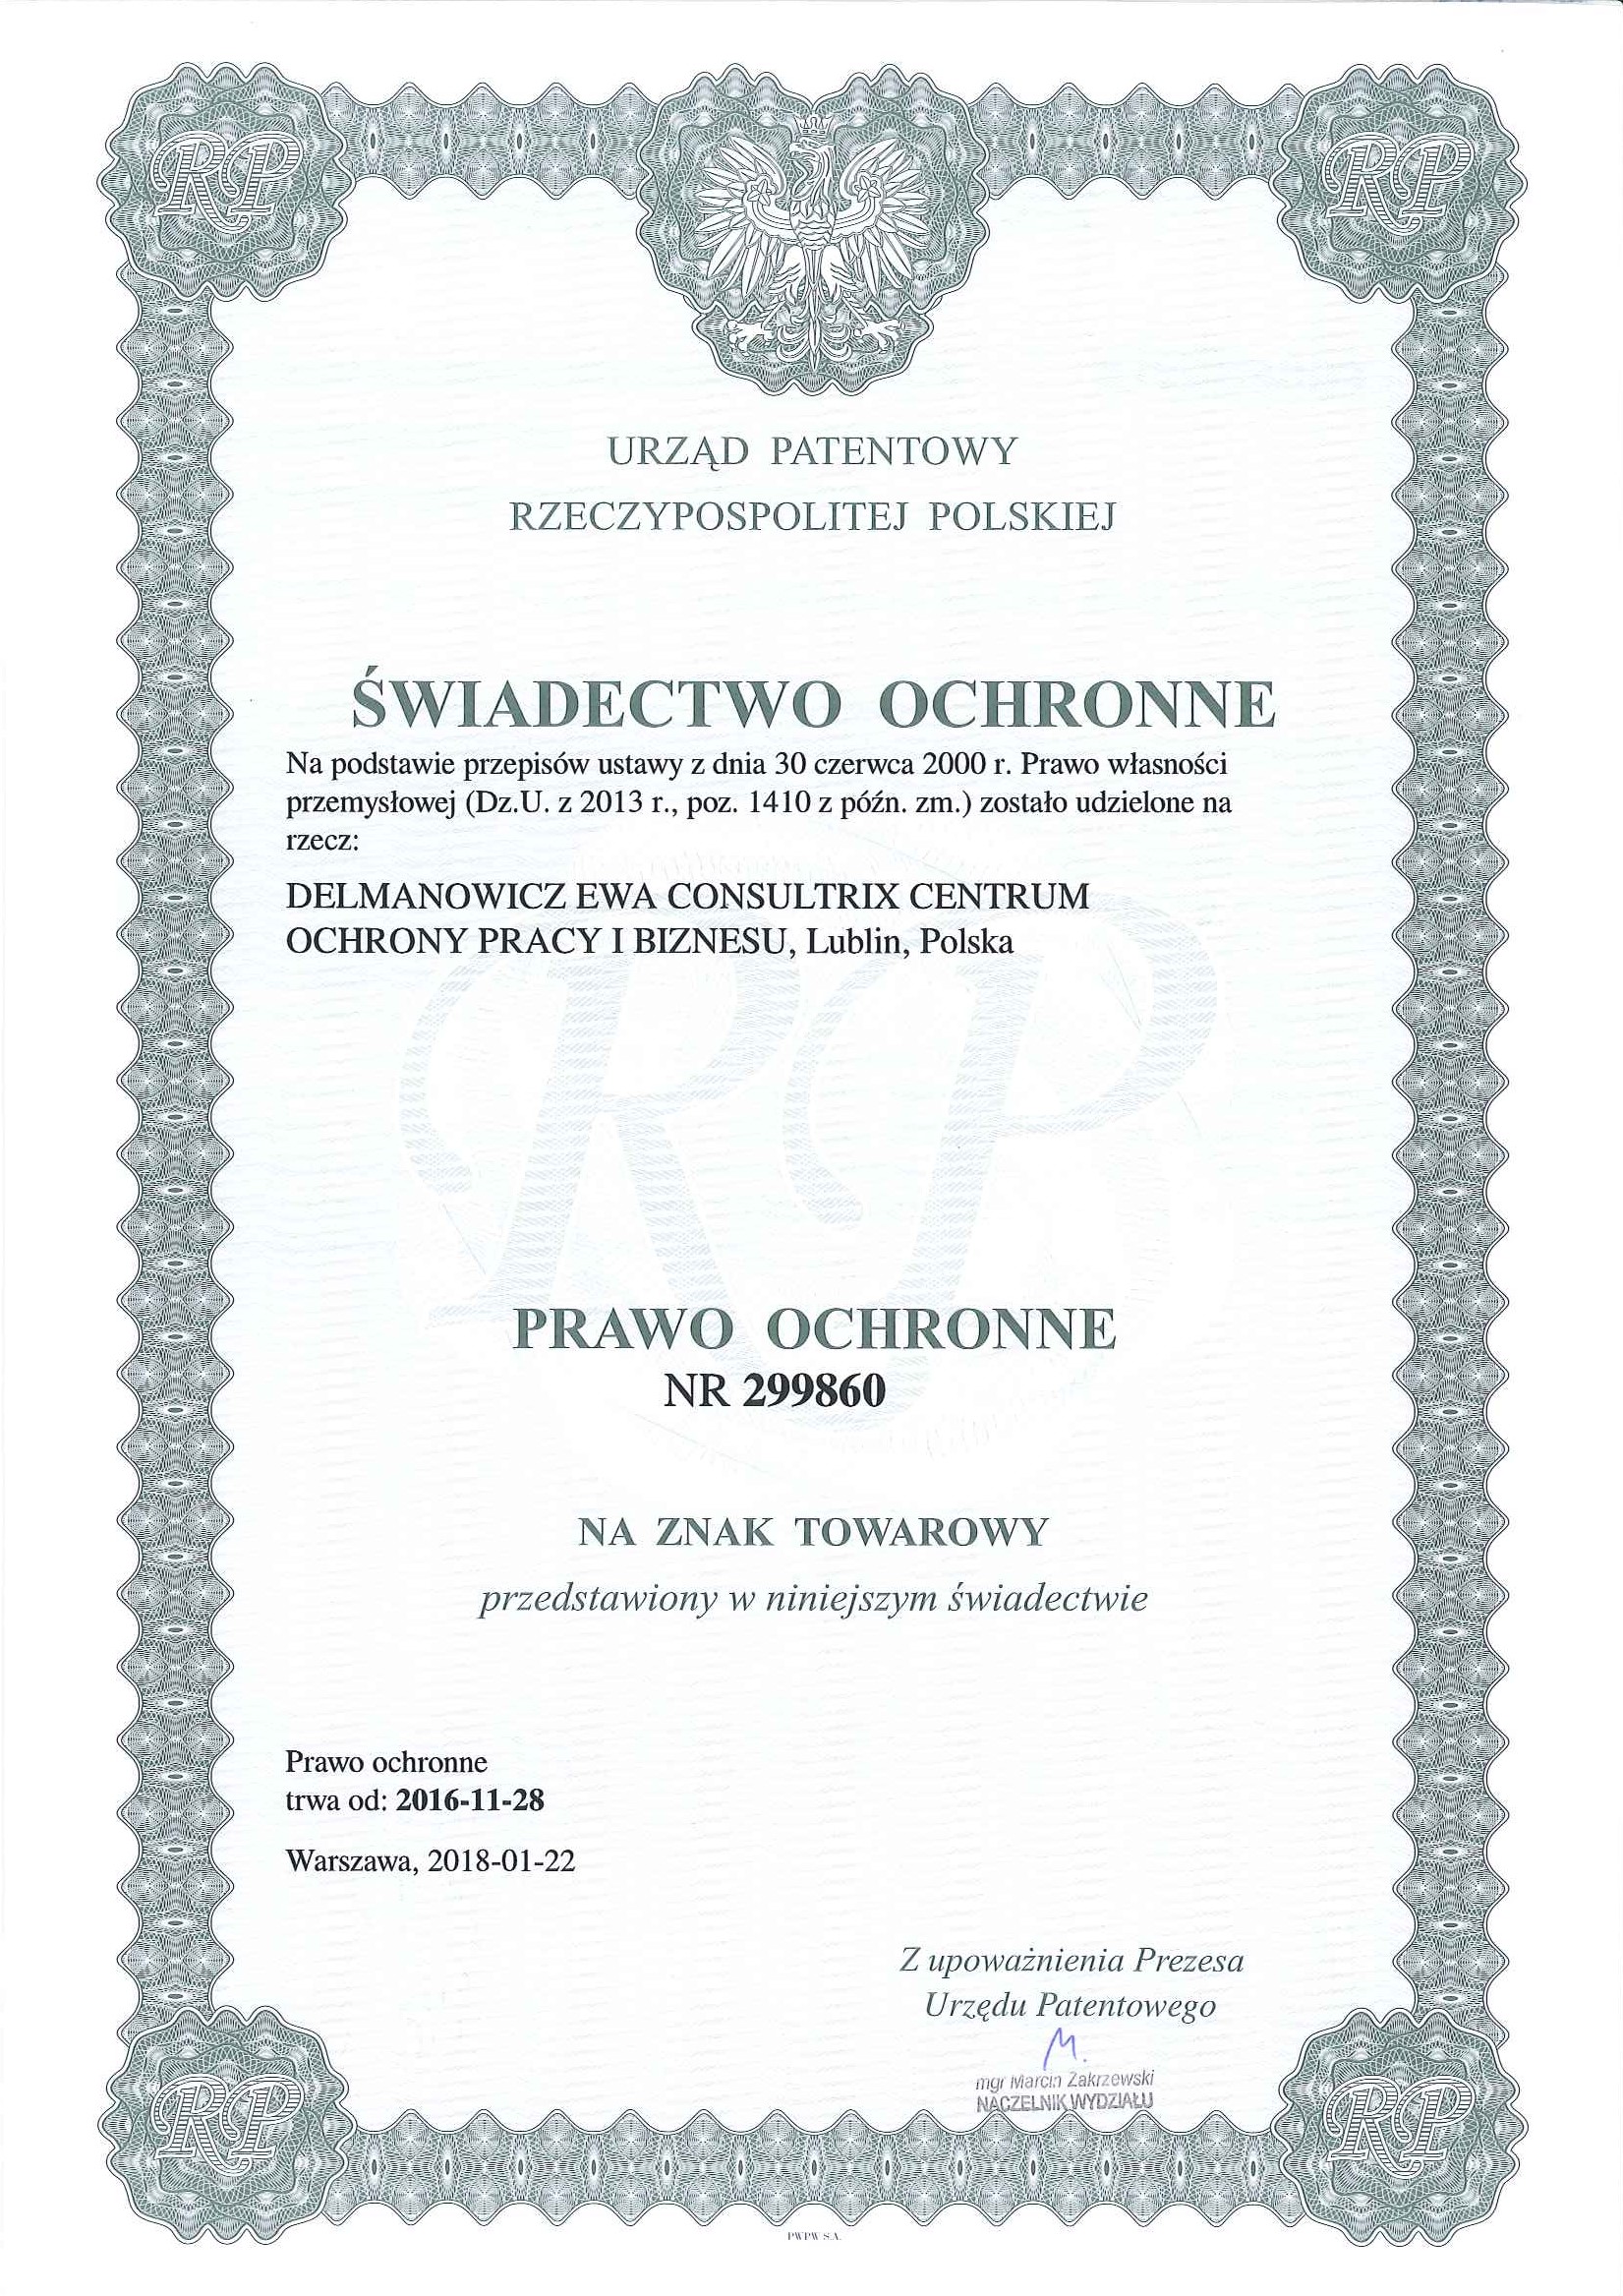 RP
RP
URZĄD PATENTOWY
RZECZYPOSPOLITEJ POLSKIEJ
ŚWIADECTWO OCHRONNE
Na podstawie przepisów ustawy z dnia 30 czerwca 2000 r. Prawo własności
przemysłowej (Dz.U. z 2013 r., poz. 1410 z późn. zm.) zostało udzielone na
rzecz:
DELMANOWICZ EWA CONSULTRIX CENTRUM
OCHRONY PRACY I BIZNESU, Lublin, Polska
RP
PRAWO OCHRONNE
NR 299860
NA ZNAK TOWAROWY
przedstawiony w niniejszym świadectwie
Prawo ochronne
trwa od: 2016-11-28
Warszawa, 2018-01-22
Z upoważnienia Prezesa
Urzędu Patentowego
M.
mgr Marcin Zakrzewski
NACZELNIK WYDZIAŁU
RP
RP
PWPW S.A.